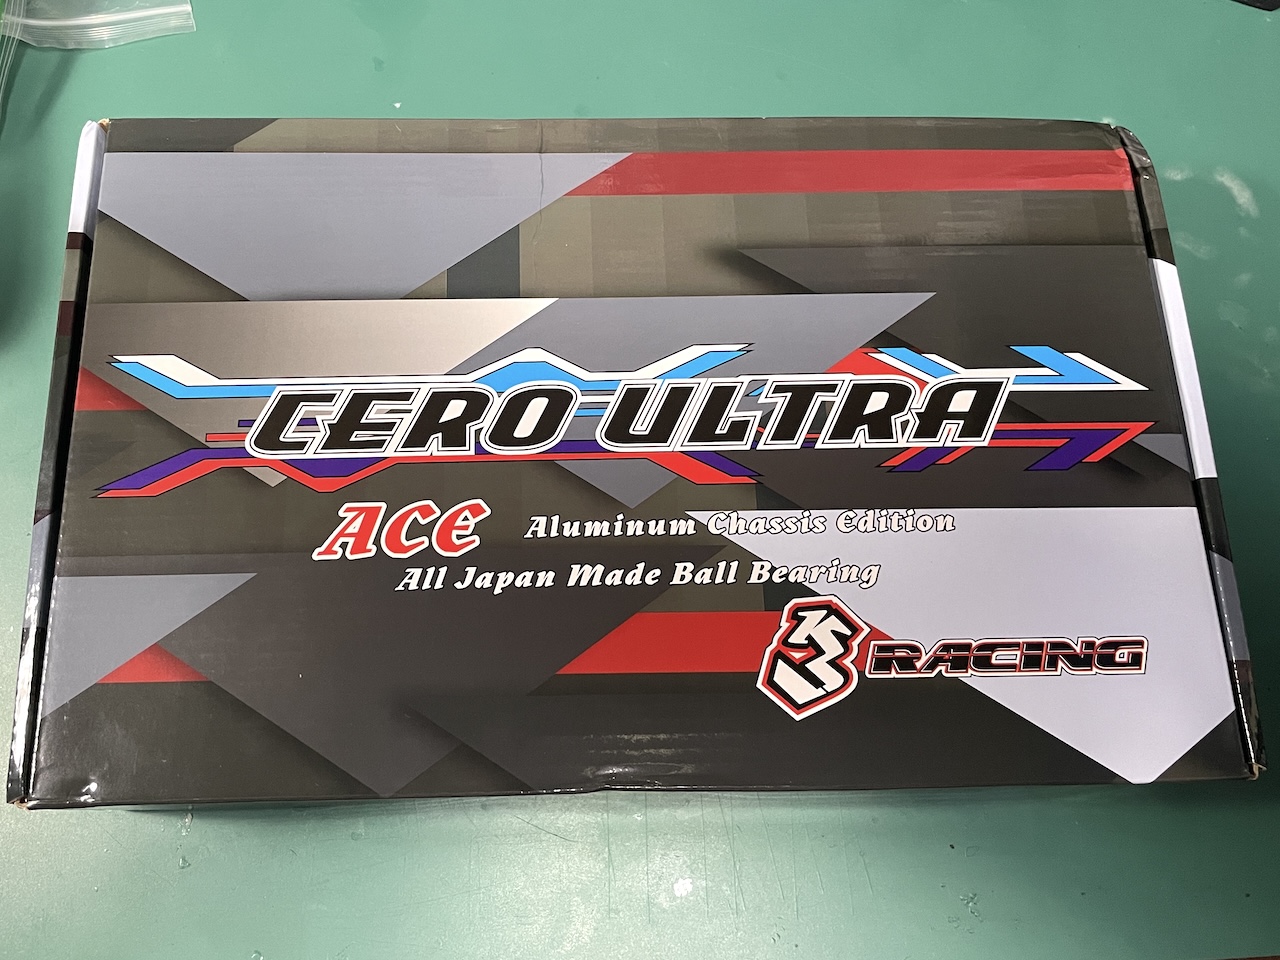 CERO ULTRA
ACE Aluminum Chassis Edition
All Japan Made Ball Bearing
3 RACING